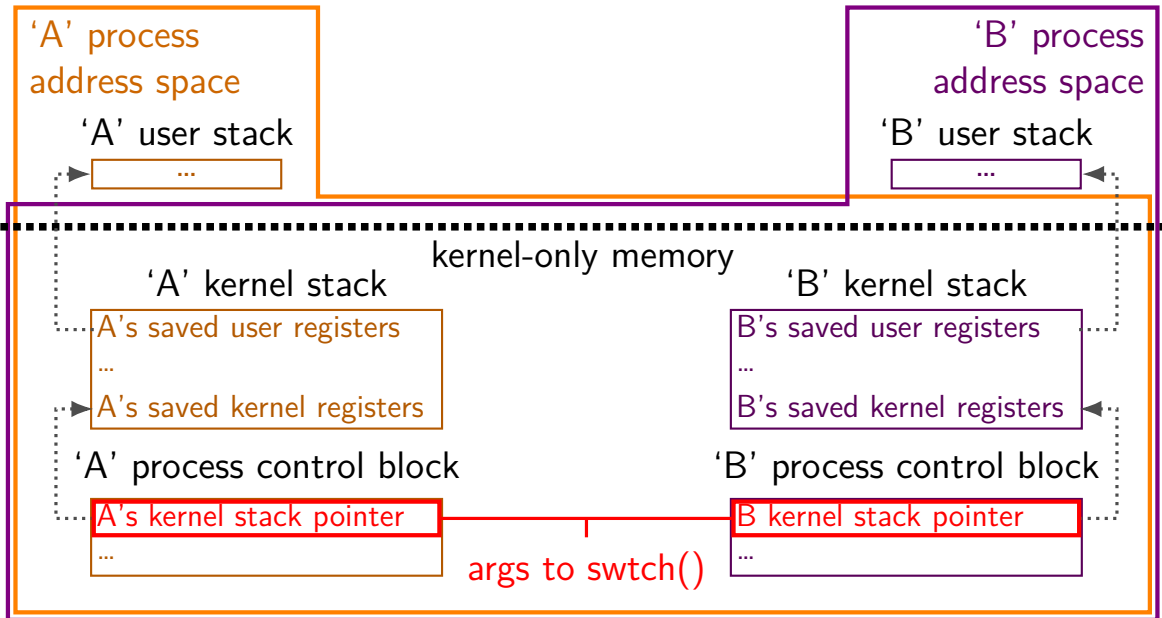 ‘A’ process
address space
‘B’ process
address space
‘A’ user stack
...
‘B’ user stack
...
kernel-only memory
‘A’ kernel stack
A's saved user registers
...
A's saved kernel registers
‘B’ kernel stack
B's saved user registers
...
B's saved kernel registers
‘A’ process control block
A's kernel stack pointer
...
‘B’ process control block
B kernel stack pointer
...
args to swtch()